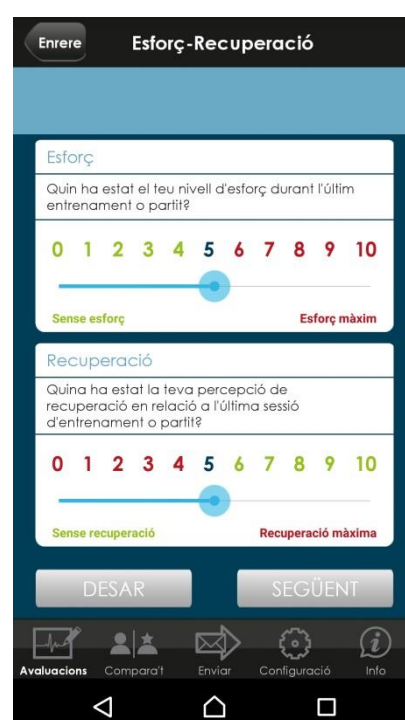 Enrere
Esforç-Recuperació
Esforç
Quin ha estat el teu nivell d'esforç durant l'últim
entrenament o partit?
0 1 2 3 4 5 6 7 8 9 10
Sense esforç Esforç màxim
Recuperació
Quina ha estat la teva percepció de
recuperació en relació a l'última sessió
d'entrenament o partit?
0 1 2 3 4 5 6 7 8 9 10
Sense recuperació Recuperació màxima
DESAR SEGÜENT
Avaluacions Compara't Enviar Configuració Info